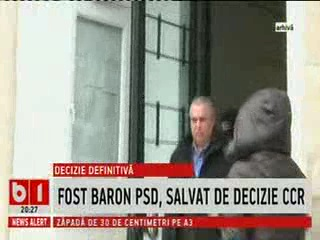 arhivă
DECIZIE DEFINITIVĂ
B1
FOST BARON PSD, SALVAT DE DECIZIE CCR
20:27
NEWS ALERT
ZĂPADĂ DE 30 DE CENTIMETRI PE A3